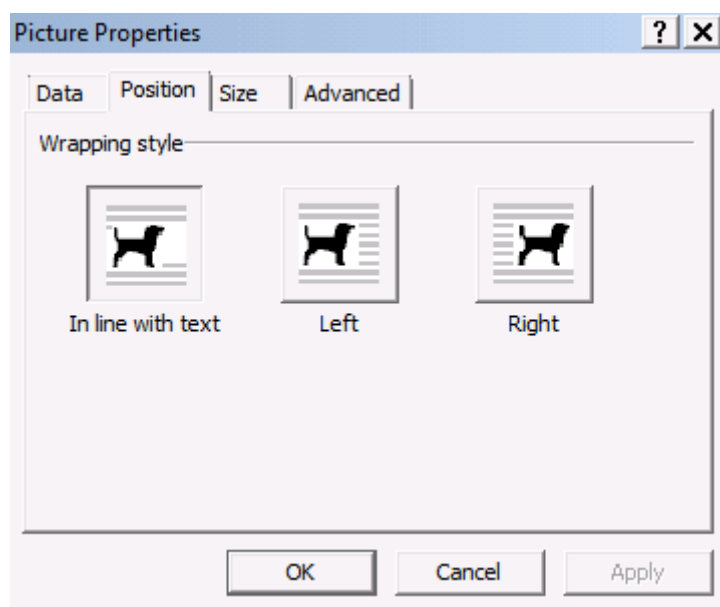 Picture Properties
Data Position Size Advanced
Wrapping style
In line with text Left Right
OK Cancel Apply